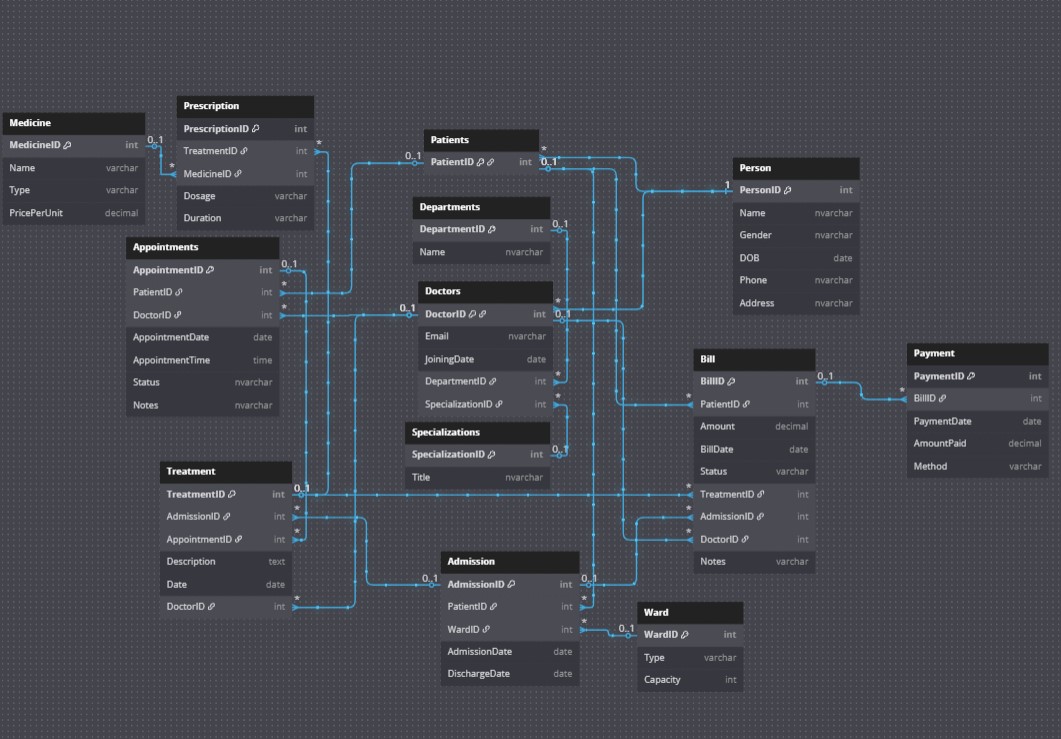 Medicine
MedicineID int
Name varchar
Type varchar
PricePerUnit decimal
0..1
*
Prescription
PrescriptionID int
TreatmentID int
MedicineID int
Dosage varchar
Duration varchar
*
Patients
PatientID int
0..1
*
0..1
Person
PersonID int
Name nvarchar
Gender nvarchar
DOB date
Phone nvarchar
Address nvarchar
1
Departments
DepartmentID int
Name nvarchar
0..1
Appointments
AppointmentID int
PatientID int
DoctorID int
AppointmentDate date
AppointmentTime time
Status nvarchar
Notes nvarchar
0..1
*
*
Doctors
DoctorID int
Email nvarchar
JoiningDate date
DepartmentID int
SpecializationID int
0..1
*
0..1
*
*
Specializations
SpecializationID int
Title nvarchar
0..1
Bill
BillID int
PatientID int
Amount decimal
BillDate date
Status varchar
TreatmentID int
AdmissionID int
DoctorID int
Notes nvarchar
0..1
*
*
*
*
Payment
PaymentID int
BillID int
PaymentDate date
AmountPaid decimal
Method varchar
*
Treatment
TreatmentID int
AdmissionID int
AppointmentID int
Description text
Date date
DoctorID int
0..1
*
*
*
Admission
AdmissionID int
PatientID int
WardID int
AdmissionDate date
DischargeDate date
0..1
0..1
*
*
Ward
WardID int
Type varchar
Capacity int
0..1